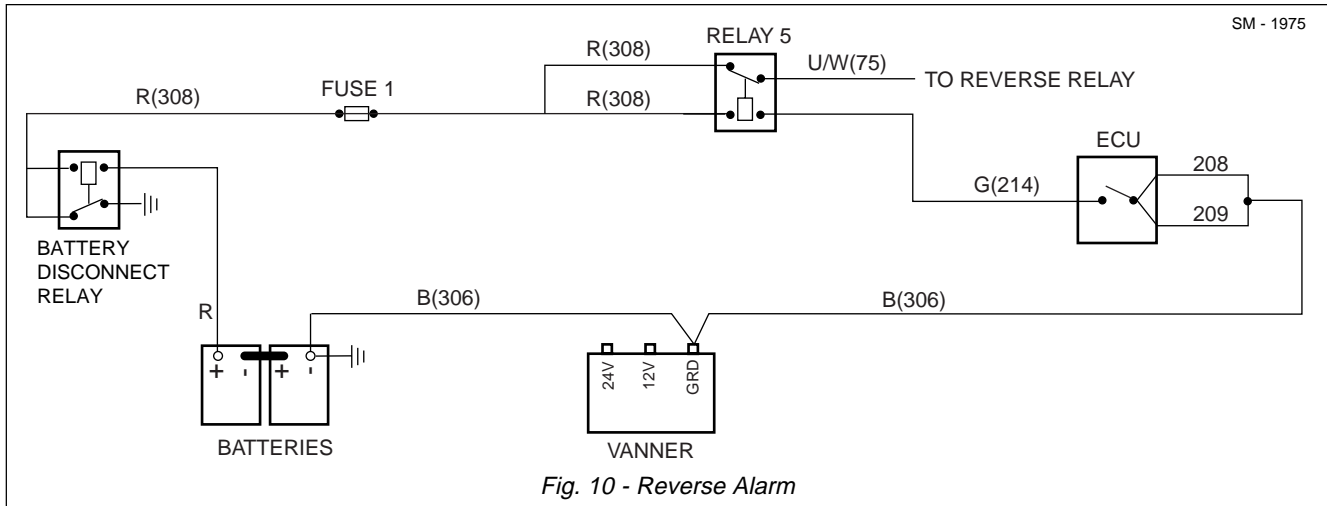 SM - 1975
RELAY 5
R(308)
U/W(75)
TO REVERSE RELAY
FUSE 1
R(308)
R(308)
ECU
208
G(214)
209
BATTERY
DISCONNECT
RELAY
R
B(306)
B(306)
+ - + -
24V
12V
GRD
BATTERIES
VANNER
Fig. 10 - Reverse Alarm